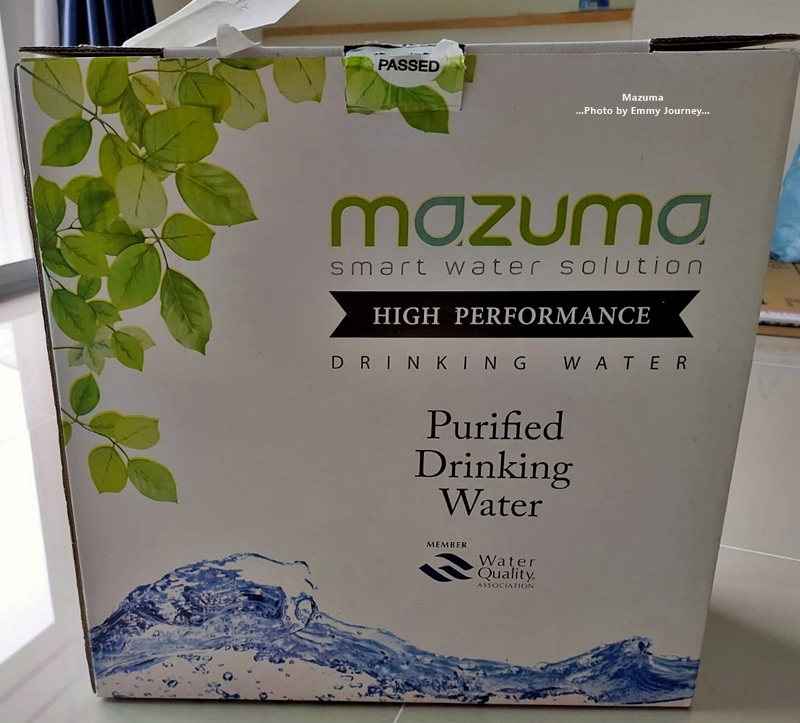 PASSED
Mazuma
...Photo by Emmy Journey...
mazuma
smart water solution
HIGH PERFORMANCE
DRINKING WATER
Purified
Drinking
Water
MEMBER
Water
Quality
ASSOCIATION